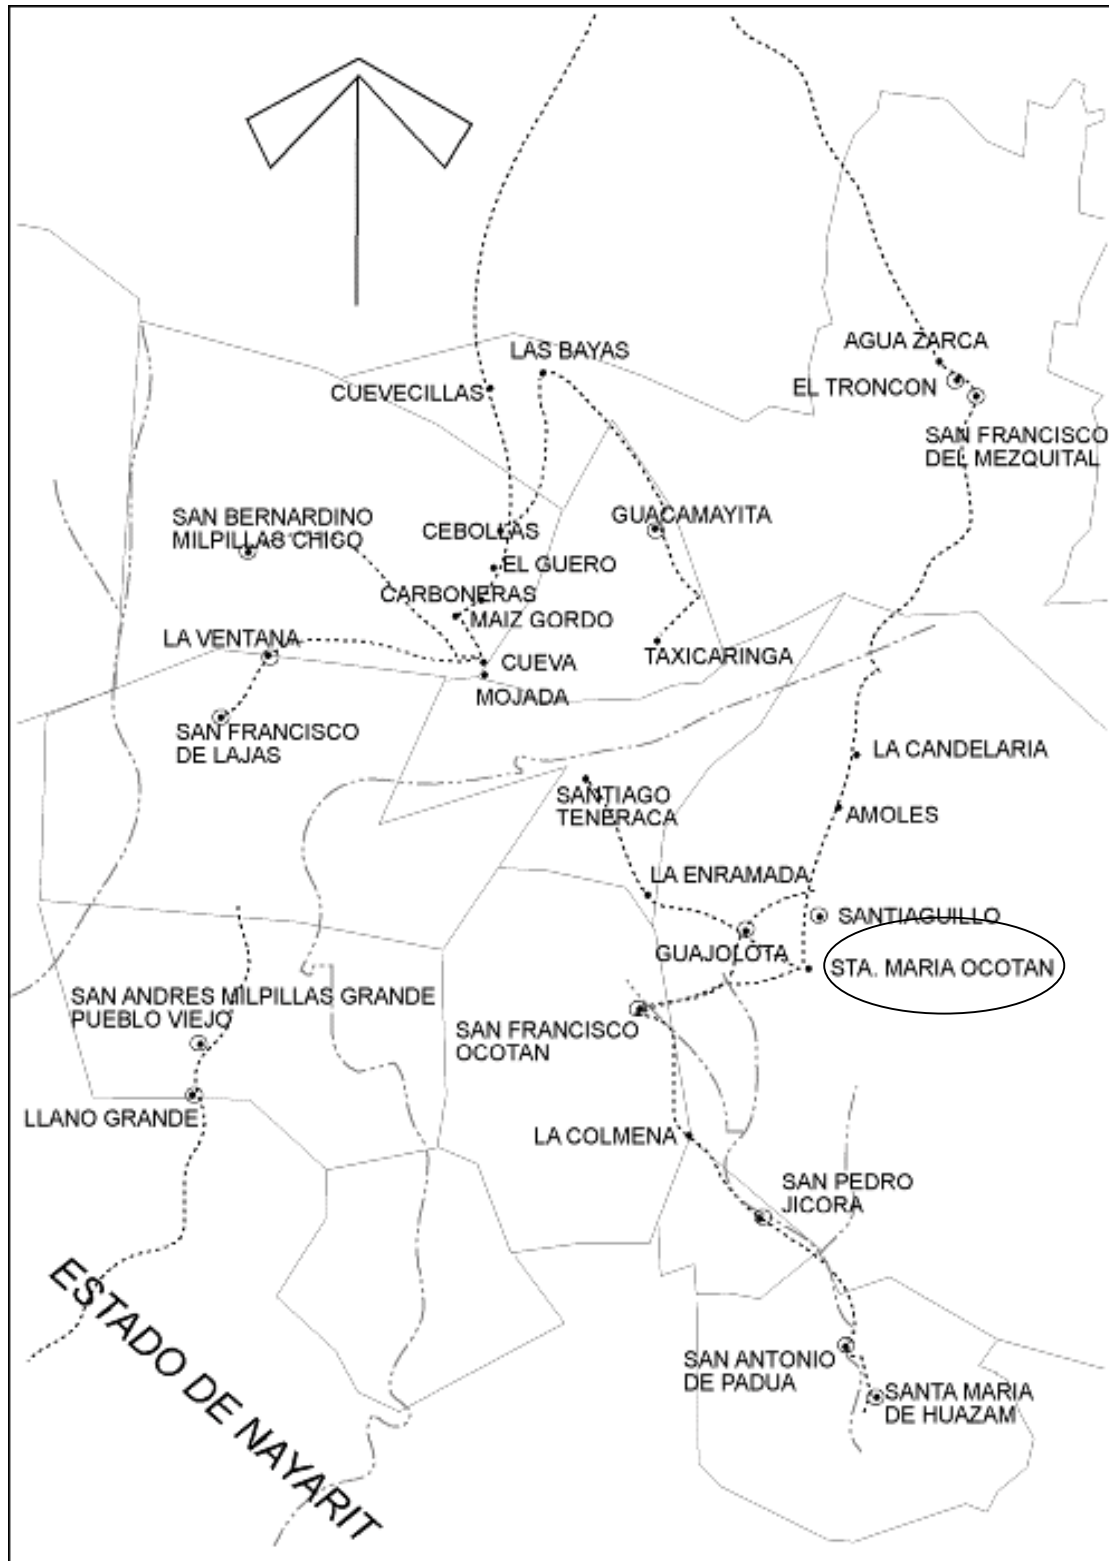 LAS BAYAS
AGUA ZARCA
CUEVECILLAS
EL TRONCON
SAN FRANCISCO
DEL MEZQUITAL
SAN BERNARDINO
MILPILLAS CHICO
CEBOLLAS
GUACAMAYITA
EL GUERO
CARBONERAS
MAIZ GORDO
LA VENTANA
CUEVA
MOJADA
TAXICARINGA
SAN FRANCISCO
DE LAJAS
LA CANDELARIA
SANTIAGO
TENERACA
AMOLES
LA ENRAMADA
SANTIAGUILLO
GUAJOLOTA
STA. MARIA OCOTAN
SAN ANDRES MILPILLAS GRANDE
PUEBLO VIEJO
SAN FRANCISCO
OCOTAN
LLANO GRANDE
LA COLMENA
SAN PEDRO
JICORA
ESTADO DE NAYARIT
SAN ANTONIO
DE PADUA
SANTA MARIA
DE HUAZAM